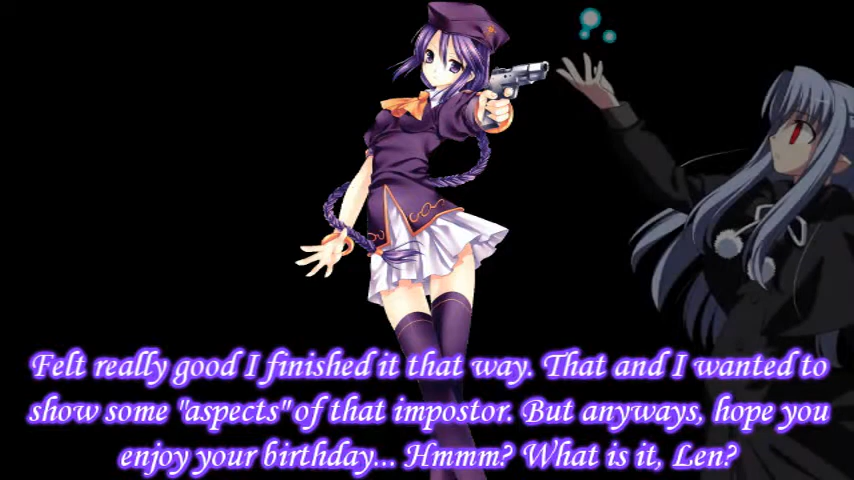 Felt really good I finished it that way. That and I wanted to
show some "aspects" of that impostor. But anyways, hope you
enjoy your birthday... Hmmm? What is it, Len?